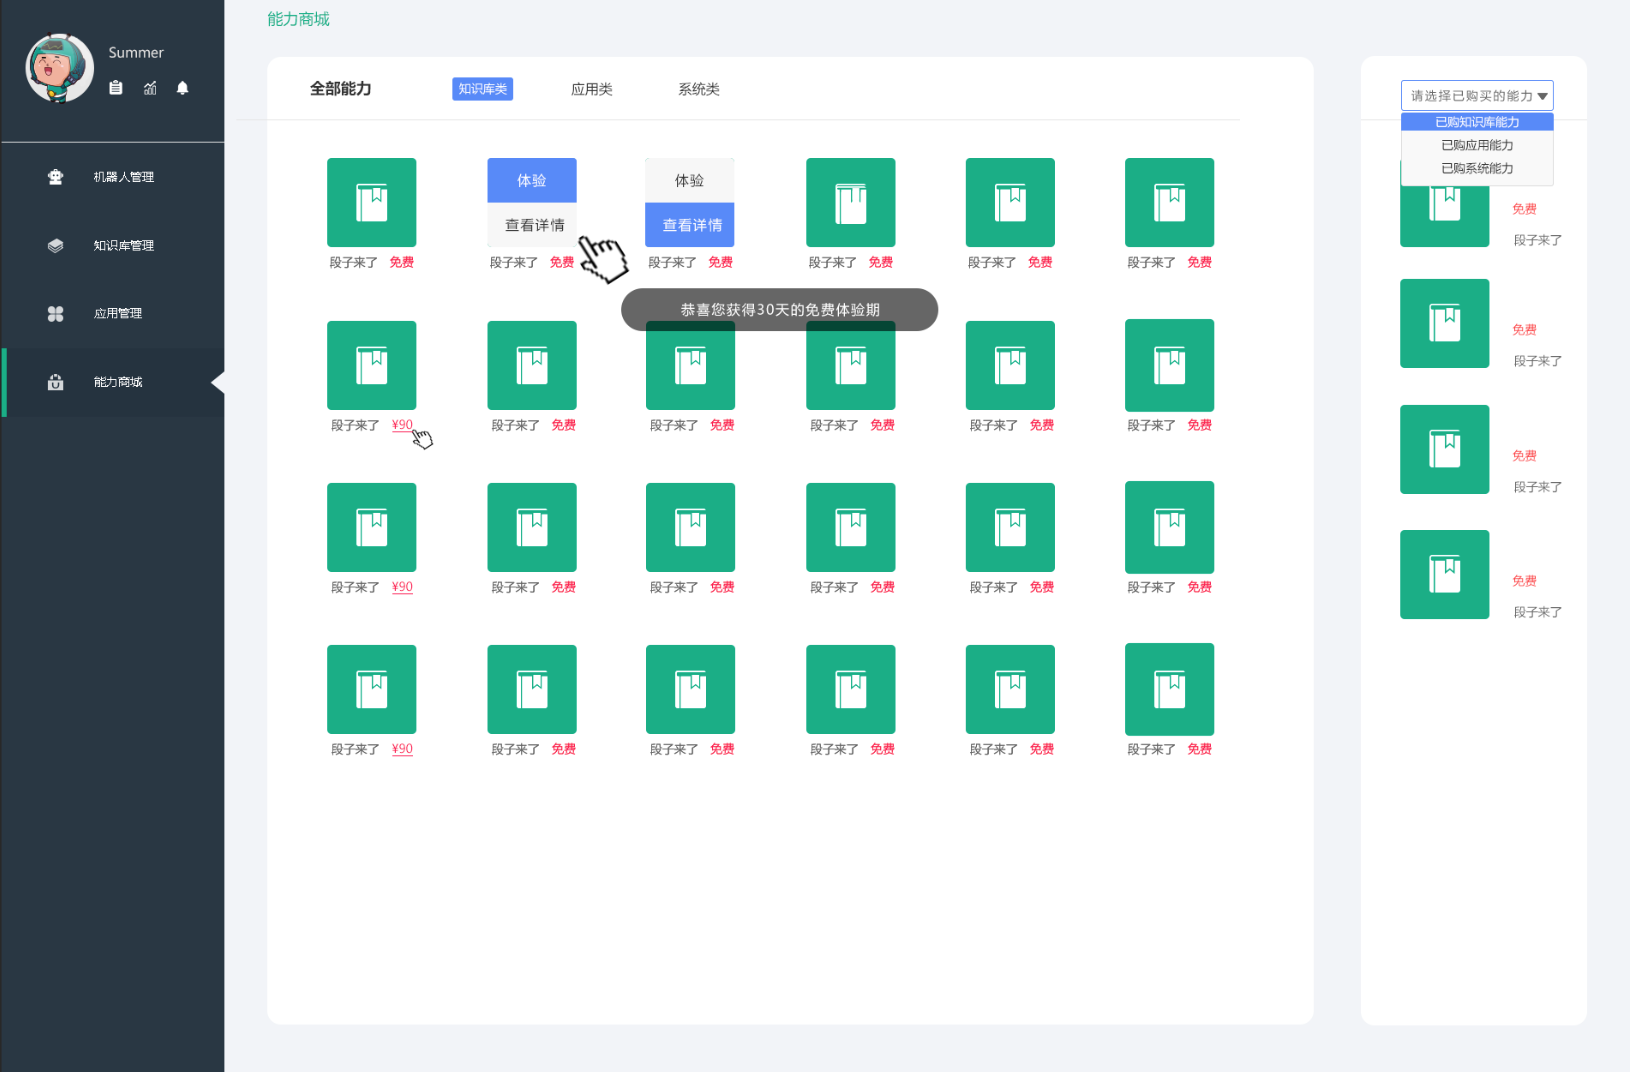 能力商城
Summer
机器人管理
知识库管理
应用管理
能力商城
全部能力 知识库类 应用类 系统类
体验 体验
查看详情 查看详情
段子来了 免费 段子来了 免费 段子来了 免费 段子来了 免费 段子来了 免费 段子来了 免费
恭喜您获得30天的免费体验期
段子来了 ¥90 段子来了 免费 段子来了 免费 段子来了 免费 段子来了 免费 段子来了 免费
段子来了 ¥90 段子来了 免费 段子来了 免费 段子来了 免费 段子来了 免费 段子来了 免费
段子来了 ¥90 段子来了 免费 段子来了 免费 段子来了 免费 段子来了 免费 段子来了 免费
请选择已购买的能力
已购知识库能力
已购应用能力
已购系统能力
免费
段子来了
免费
段子来了
免费
段子来了
免费
段子来了